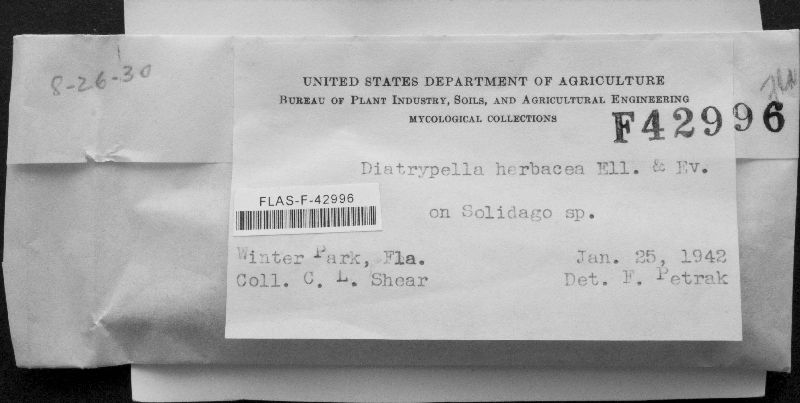 8-26-30
UNITED STATES DEPARTMENT OF AGRICULTURE
BUREAU OF PLANT INDUSTRY, SOILS, AND AGRICULTURAL ENGINEERING
MYCOLOGICAL COLLECTIONS
F42996
Diatrypella herbacea Ell. & Ev.
FLAS-F-42996
on Solidago sp.
Winter Park, Fla. Jan. 25, 1942
Coll. C. L. Shear Det. F. Petrak